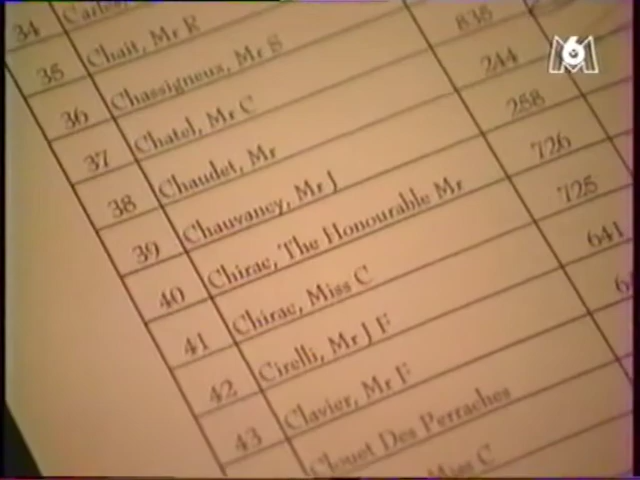 34
35 Chait, Mr R
36 Chassigneux, Mr S
37 Chatel, Mr C 835
38 Chaudet, Mr 244
39 Chauvancy, Mr J 258
40 Chirac, The Honourable Mr 726
41 Chirac, Miss C 725
42 Cirelli, Mr J F 641
43 Clavier, Mr F
Clouet Des Perraches
Miss C
M6